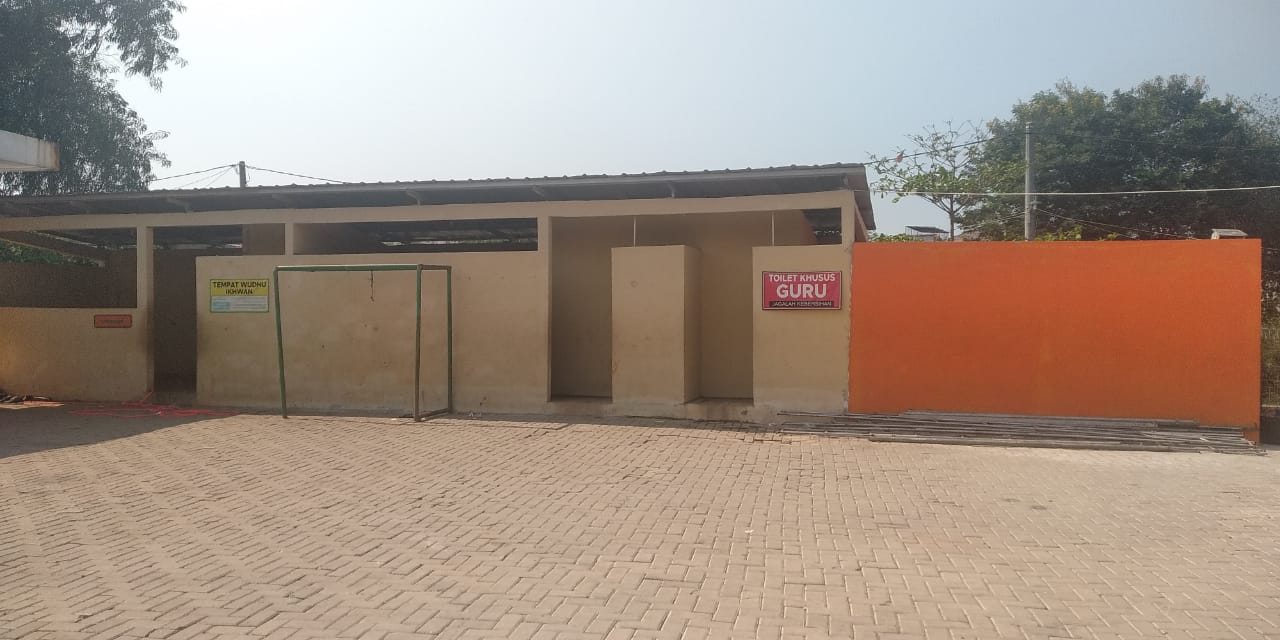 TEMPAT WUDHU
IKHWAN
TOILET KHUSUS
GURU
JAGALAH KEBERSIHAN